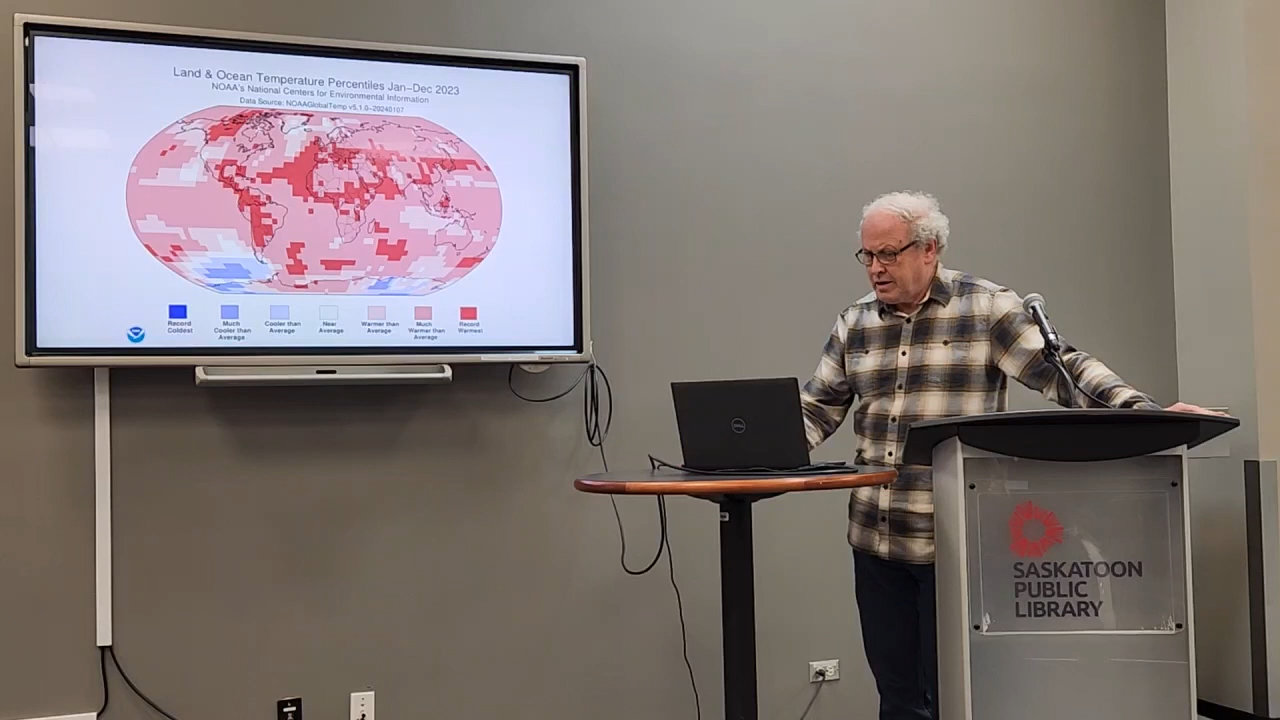 Land & Ocean Temperature Percentiles Jan–Dec 2023
NOAA's National Centers for Environmental Information
Data Source: NOAAGlobalTemp v5.1.0–20240107
Record
Coldest
Much
Cooler than
Average
Cooler than
Average
Near
Average
Warmer than
Average
Much
Warmer than
Average
Record
Warmest
DELL
SASKATOON
PUBLIC
LIBRARY